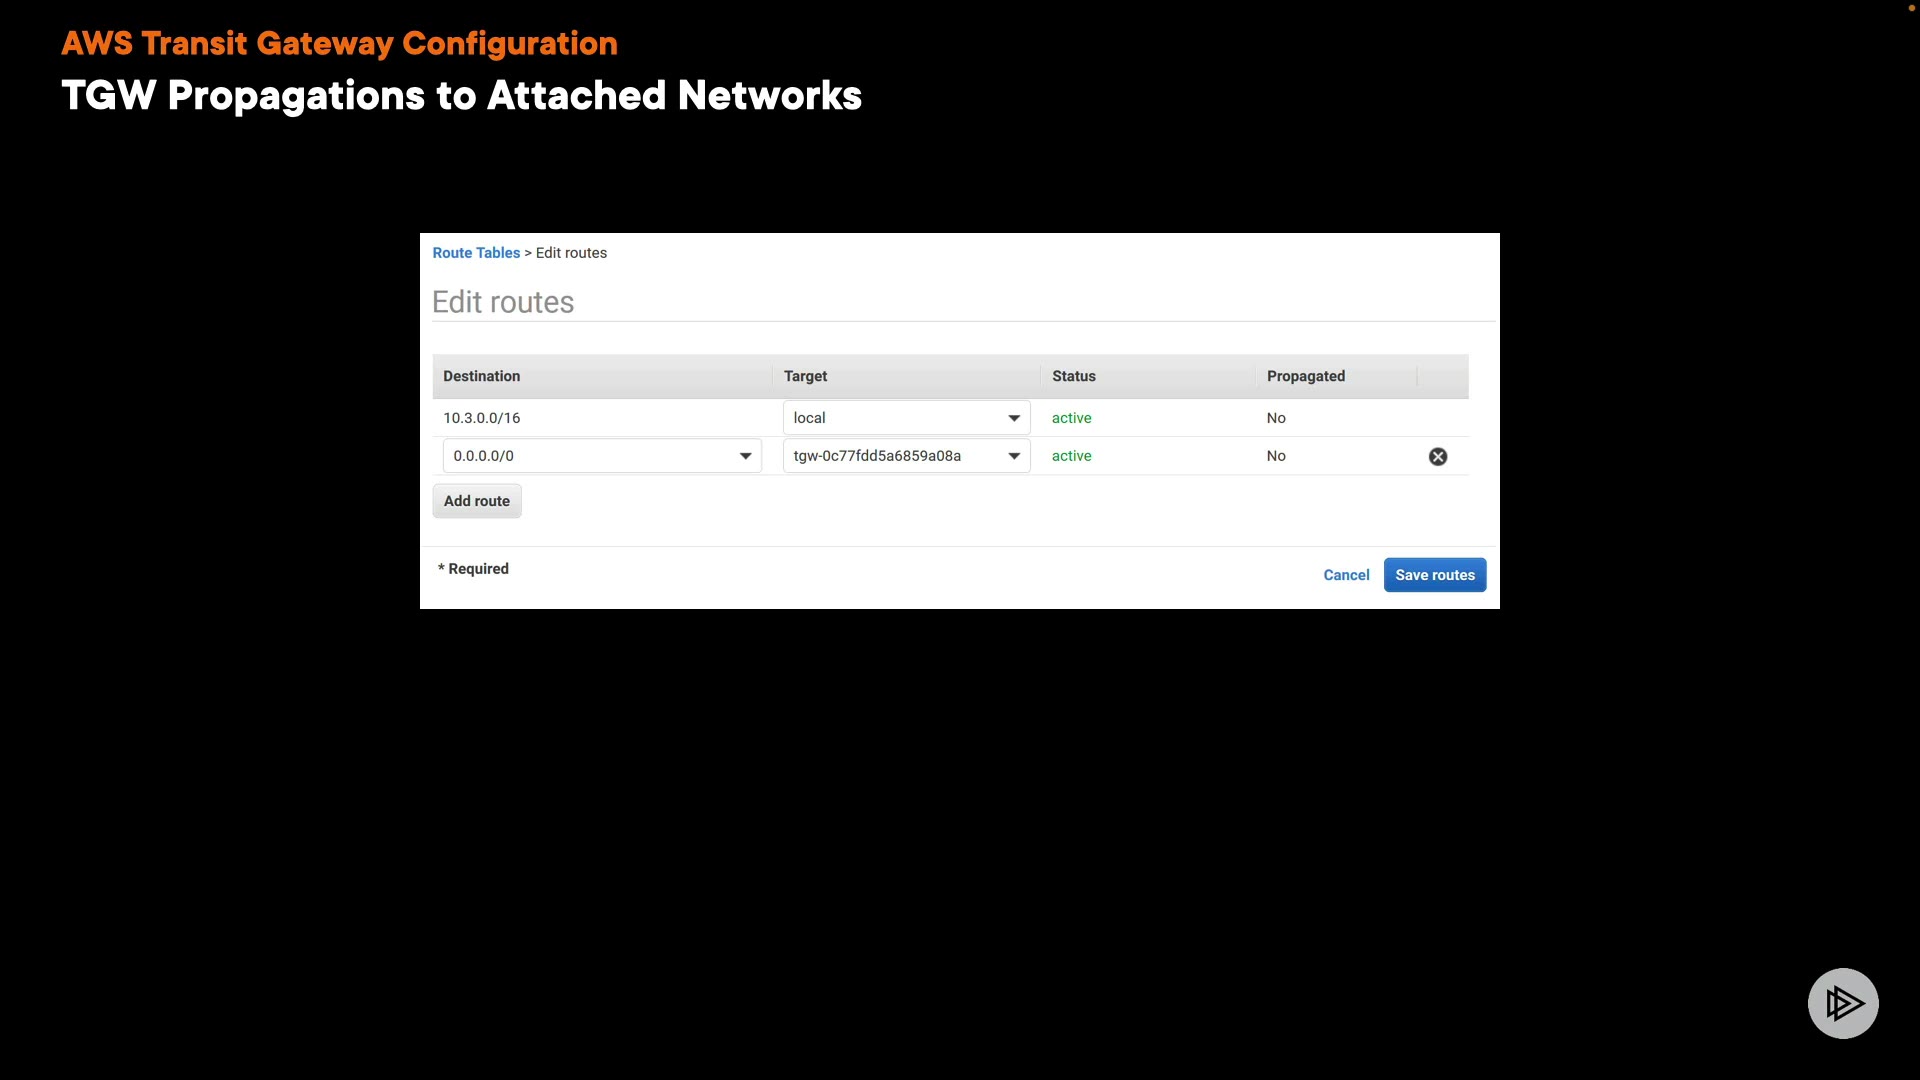 AWS Transit Gateway Configuration
TGW Propagations to Attached Networks
Route Tables > Edit routes
Edit routes
Destination Target Status Propagated
10.3.0.0/16 local active No
0.0.0.0/0 tgw-0c77fdd5a6859a08a active No
Add route
* Required
Cancel Save routes